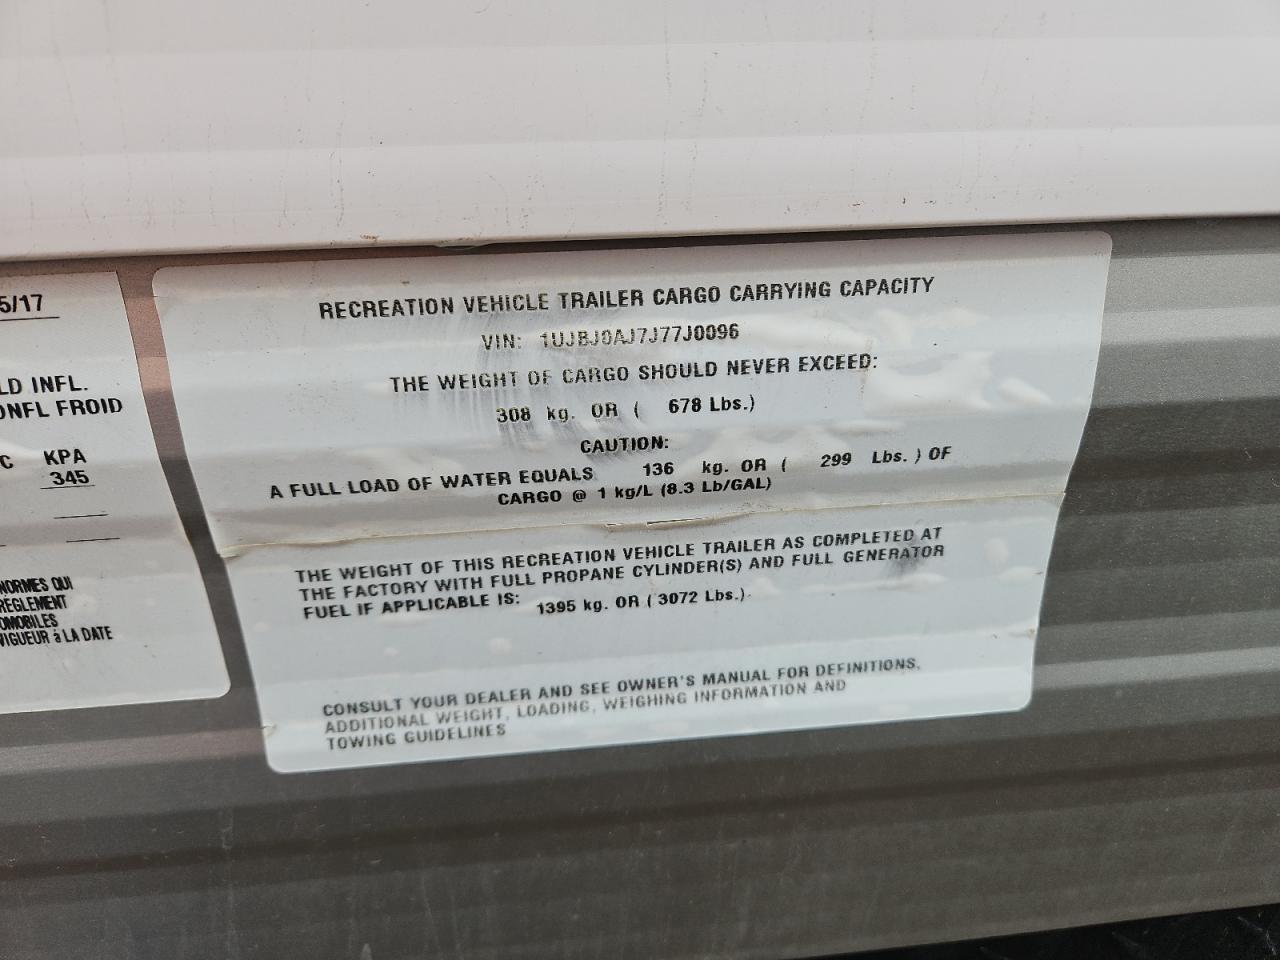 5/17
LD INFL.
ONFL FROID
C KPA
345
NORMES QUI
RÈGLEMENT
OMOBILES
VIGUEUR à LA DATE
RECREATION VEHICLE TRAILER CARGO CARRYING CAPACITY
VIN: 1UJBJ0AJ7J77J0096
THE WEIGHT OF CARGO SHOULD NEVER EXCEED:
308 kg. OR ( 678 Lbs.)
CAUTION:
A FULL LOAD OF WATER EQUALS 136 kg. OR ( 299 Lbs. ) OF
CARGO @ 1 kg/L (8.3 Lb/GAL)
THE WEIGHT OF THIS RECREATION VEHICLE TRAILER AS COMPLETED AT
THE FACTORY WITH FULL PROPANE CYLINDER(S) AND FULL GENERATOR
FUEL IF APPLICABLE IS: 1395 kg. OR ( 3072 Lbs.).
CONSULT YOUR DEALER AND SEE OWNER'S MANUAL FOR DEFINITIONS,
ADDITIONAL WEIGHT, LOADING, WEIGHING INFORMATION AND
TOWING GUIDELINES